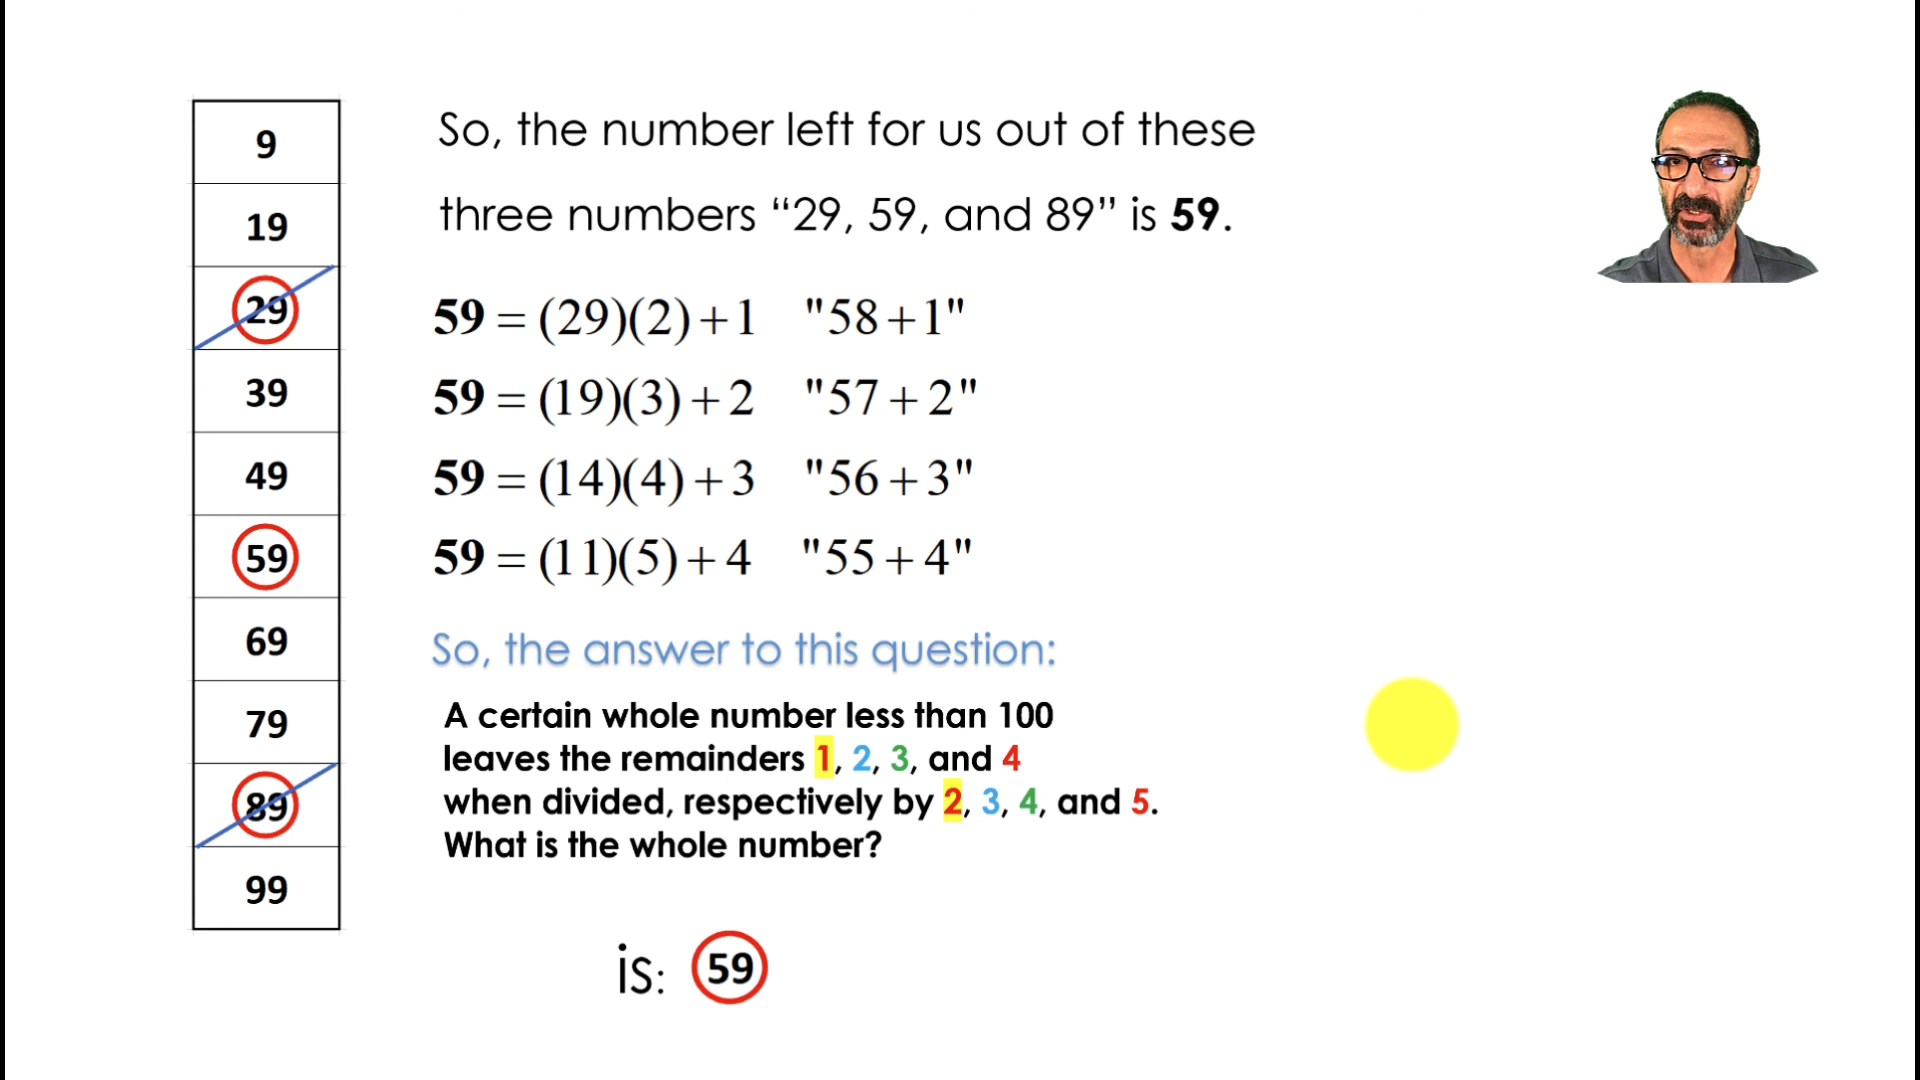 9
19
29
39
49
59
69
79
89
99
So, the number left for us out of these
three numbers “29, 59, and 89” is 59.
59 = (29)(2)+1 "58+1"
59 = (19)(3)+2 "57+2"
59 = (14)(4)+3 "56+3"
59 = (11)(5)+4 "55+4"
So, the answer to this question:
A certain whole number less than 100
leaves the remainders 1, 2, 3, and 4
when divided, respectively by 2, 3, 4, and 5.
What is the whole number?
is: 59